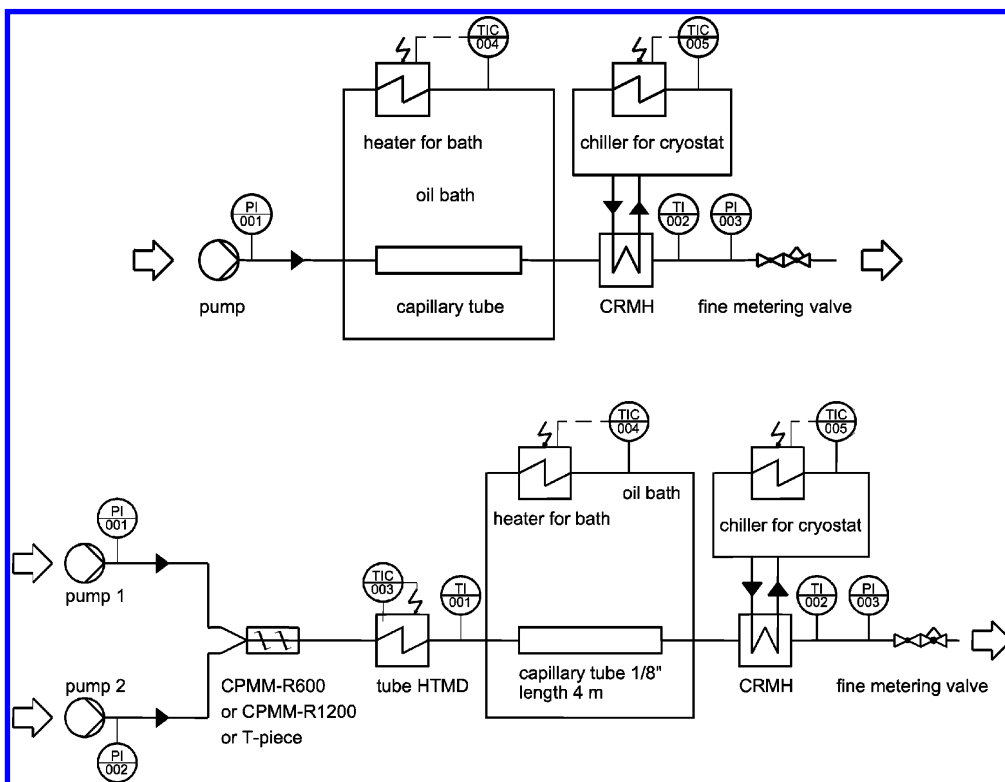 TIC
004
TIC
005
heater for bath
chiller for cryostat
oil bath
PI
001
TI
002
PI
003
pump
capillary tube
CRMH
fine metering valve
TIC
004
TIC
005
oil bath
heater for bath
chiller for cryostat
PI
001
pump 1
TIC
003
TI
001
TI
002
PI
003
pump 2
CPMM-R600
or CPMM-R1200
or T-piece
tube HTMD
capillary tube 1/8"
length 4 m
CRMH
fine metering valve
PI
002